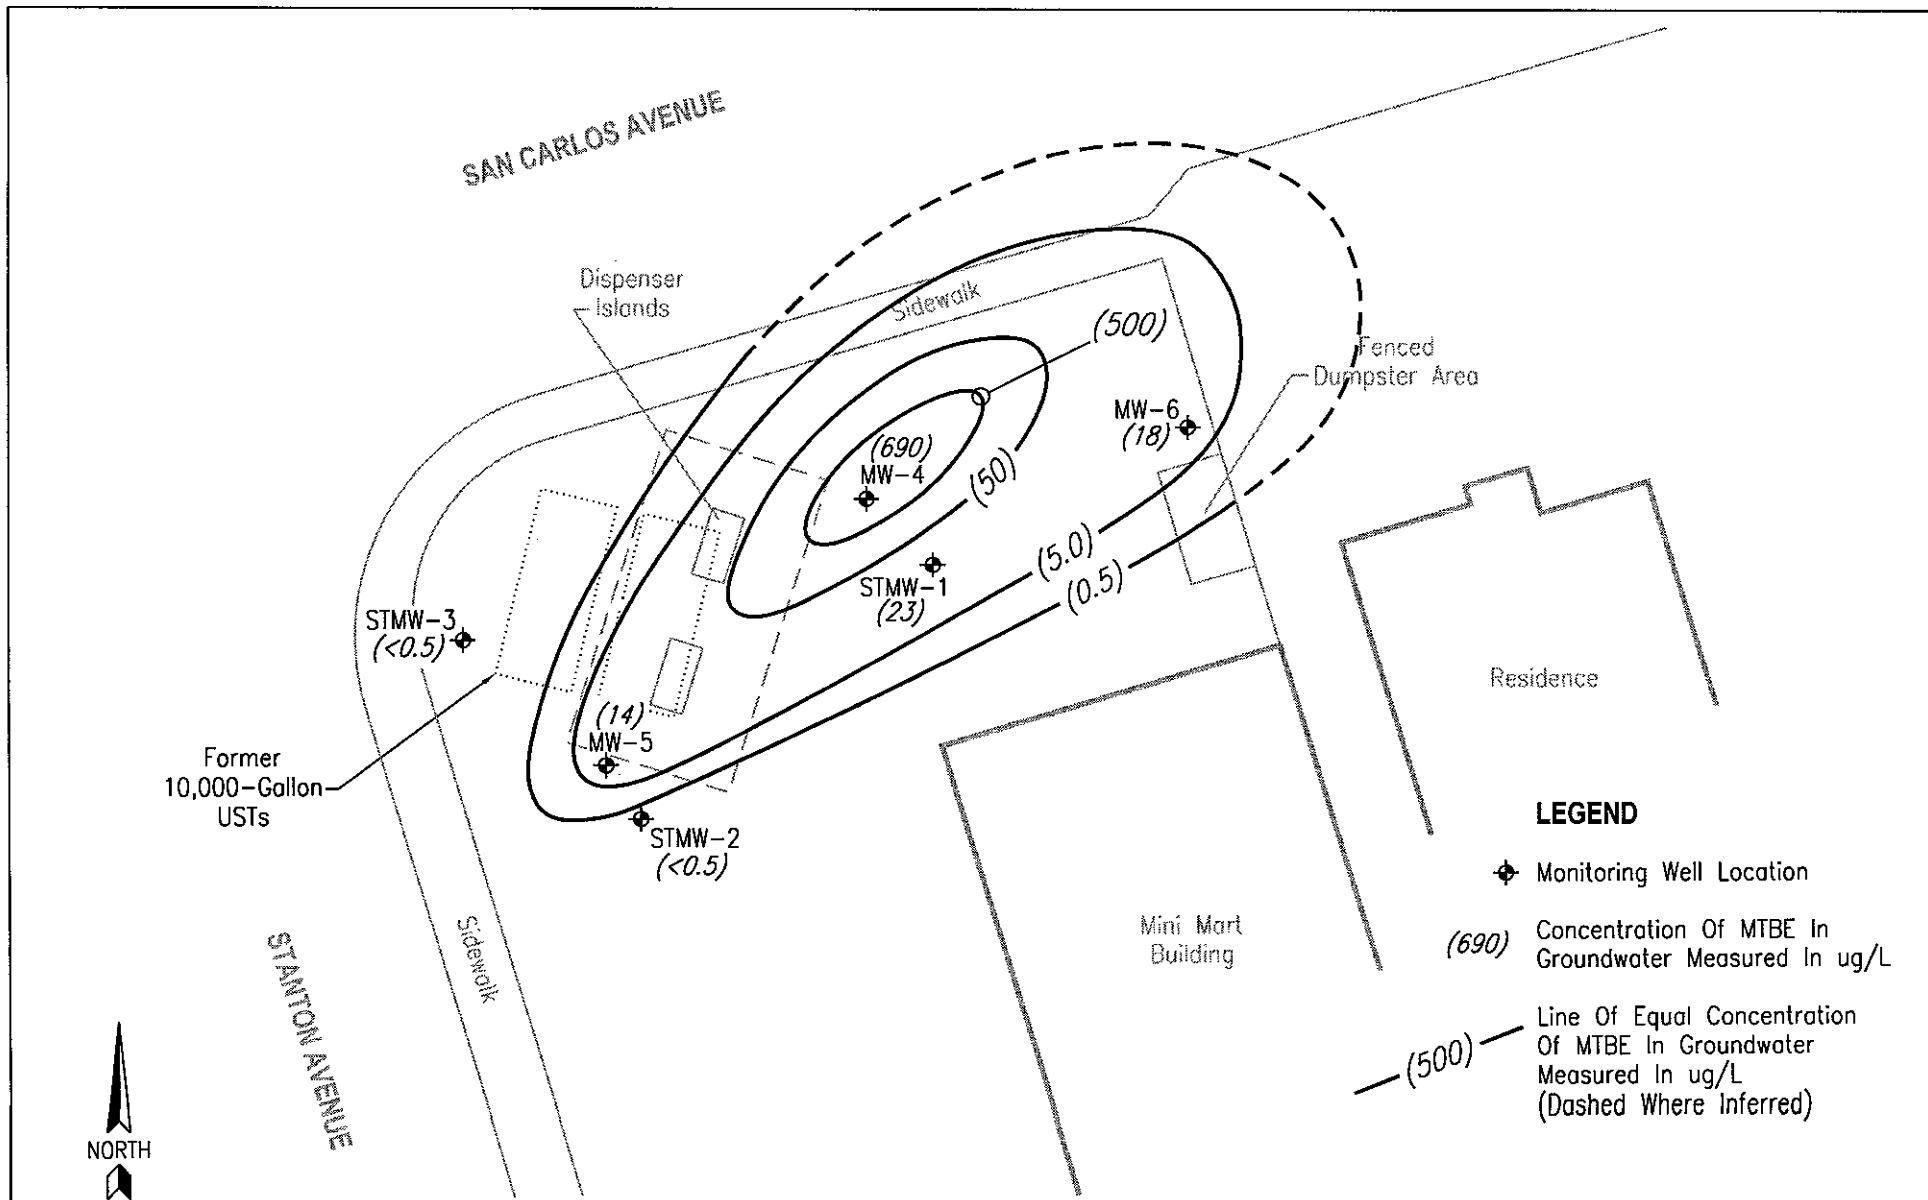 SAN CARLOS AVENUE
Dispenser
Islands
Sidewalk
(500)
Fenced
Dumpster Area
MW-6
(18)
(690)
MW-4
(50)
STMW-1
(23)
(5.0)
(0.5)
STMW-3
(<0.5)
Residence
(14)
MW-5
Former
10,000-Gallon
USTs
STMW-2
(<0.5)
Sidewalk
STANTON AVENUE
Mini Mart
Building
NORTH
LEGEND
Monitoring Well Location
(690)
Concentration Of MTBE In
Groundwater Measured In ug/L
(500)
Line Of Equal Concentration
Of MTBE In Groundwater
Measured In ug/L
(Dashed Where Inferred)